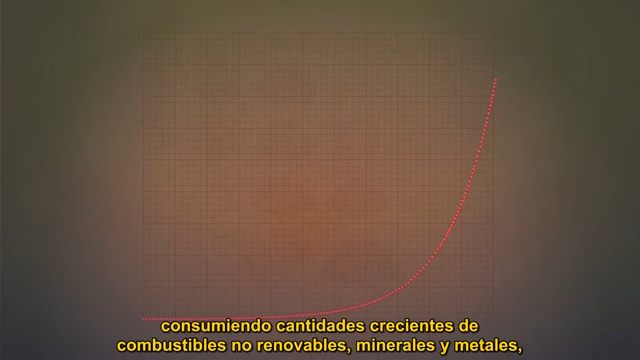 consumiendo cantidades crecientes de
combustibles no renovables, minerales y metales,